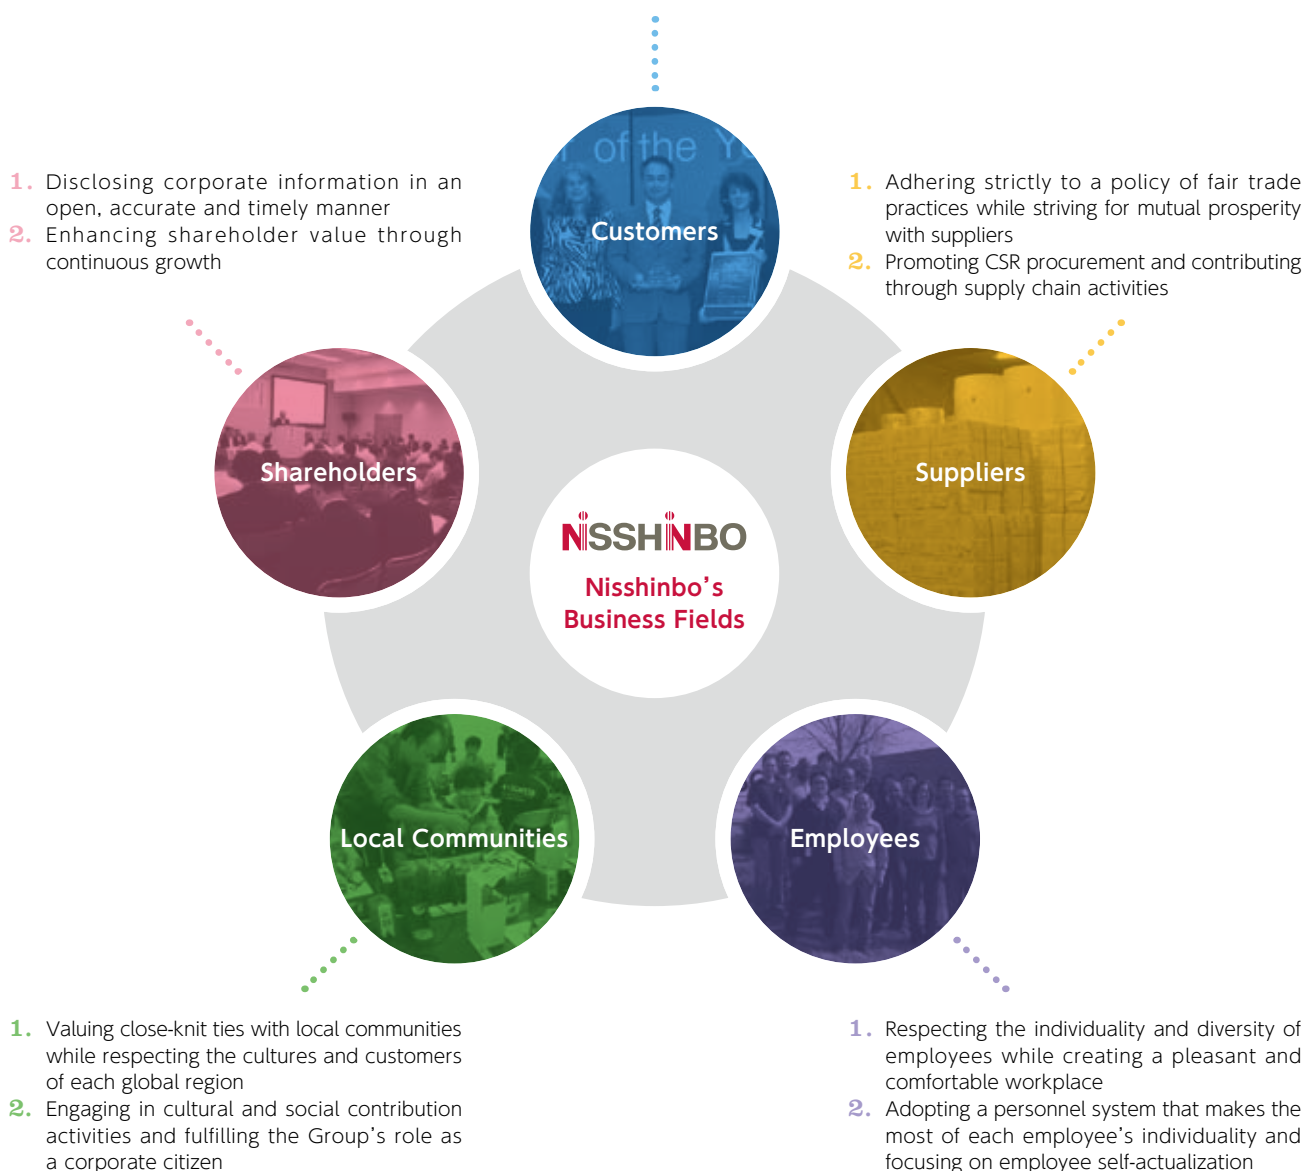 of the
Customers
1. Disclosing corporate information in an
open, accurate and timely manner
2. Enhancing shareholder value through
continuous growth
1. Adhering strictly to a policy of fair trade
practices while striving for mutual prosperity
with suppliers
2. Promoting CSR procurement and contributing
through supply chain activities
Shareholders
Suppliers
NISSHINBO
Nisshinbo's
Business Fields
Local Communities
Employees
1. Valuing close-knit ties with local communities
while respecting the cultures and customers
of each global region
2. Engaging in cultural and social contribution
activities and fulfilling the Group's role as
a corporate citizen
1. Respecting the individuality and diversity of
employees while creating a pleasant and
comfortable workplace
2. Adopting a personnel system that makes the
most of each employee's individuality and
focusing on employee self-actualization